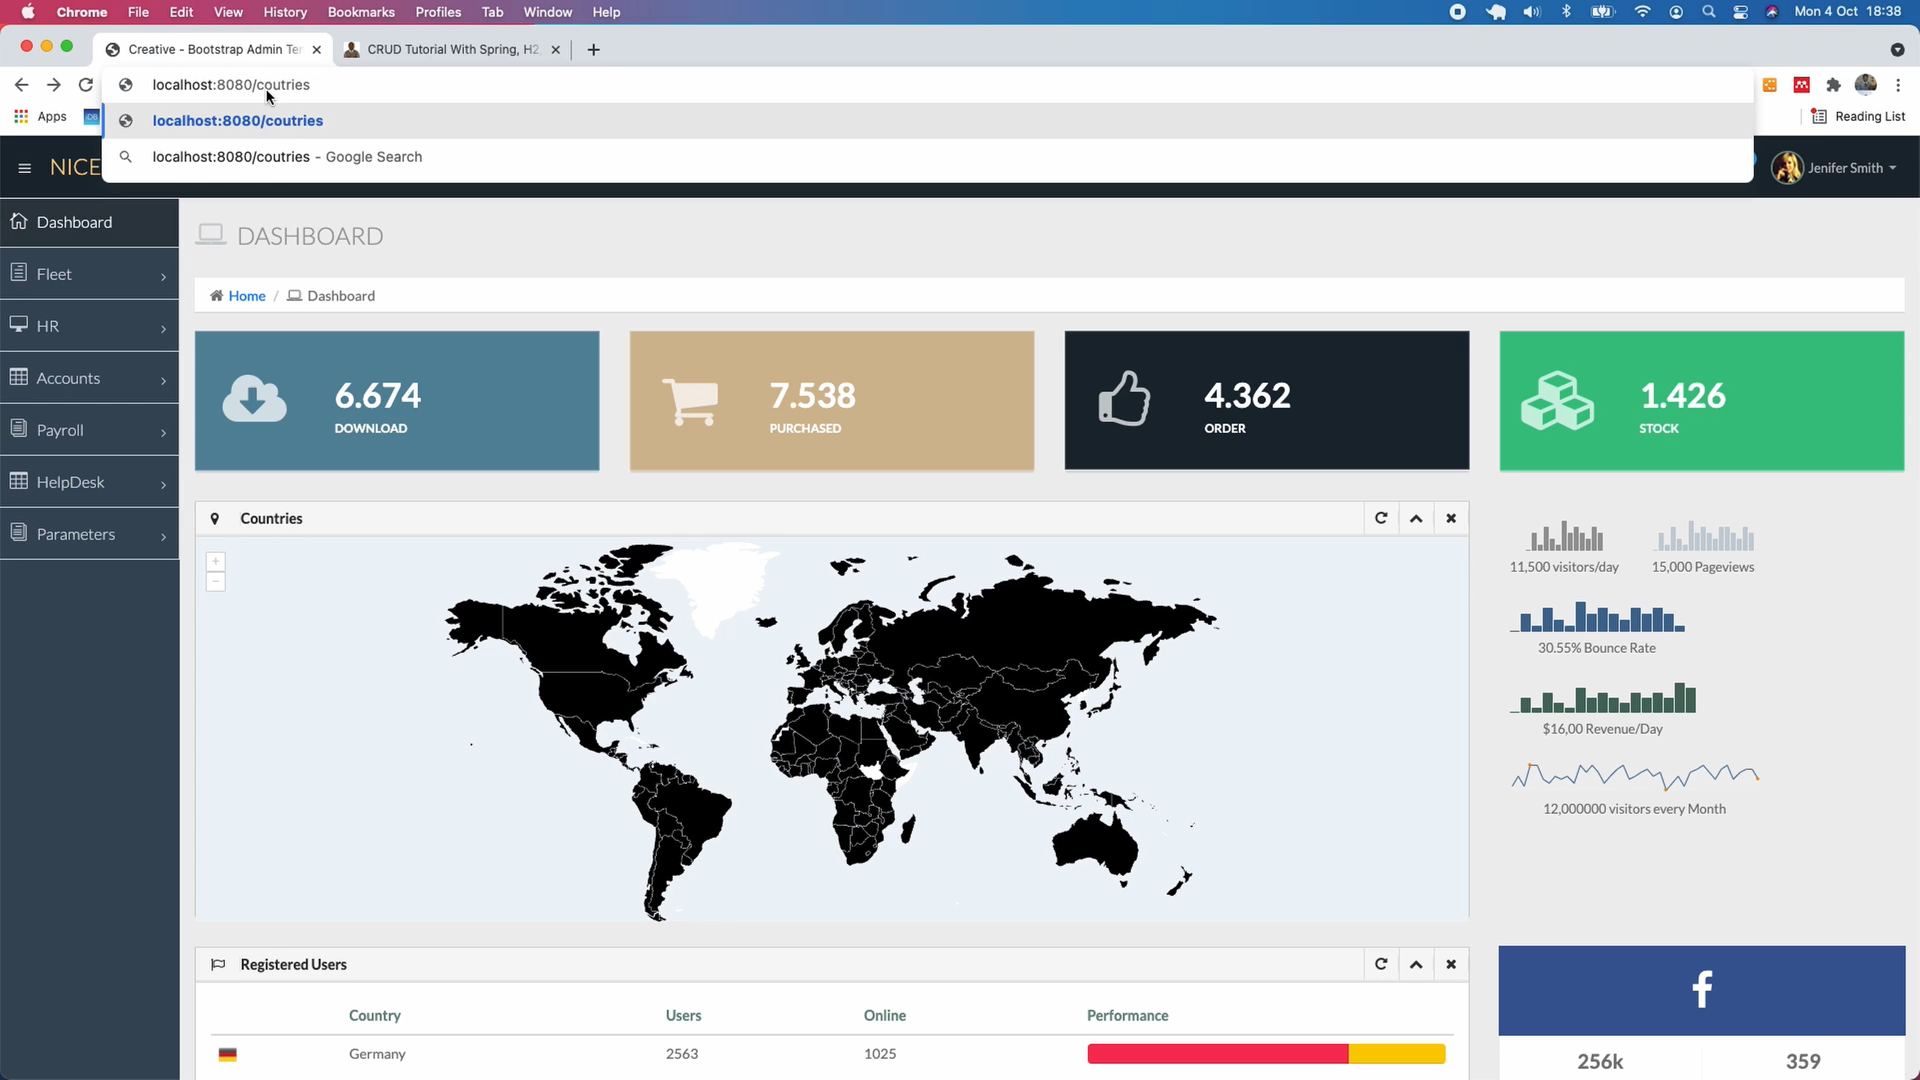 Chrome File Edit View History Bookmarks Profiles Tab Window Help Mon 4 Oct 18:38
Creative - Bootstrap Admin Ter CRUD Tutorial With Spring, H2,
localhost:8080/coutries
Apps Reading List
localhost:8080/coutries
localhost:8080/coutries - Google Search
NICE Jenifer Smith
Dashboard
Fleet
HR
Accounts
Payroll
HelpDesk
Parameters
DASHBOARD
Home / Dashboard
6.674
DOWNLOAD
7.538
PURCHASED
4.362
ORDER
1.426
STOCK
Countries
+
-
11,500 visitors/day 15,000 Pageviews
30.55% Bounce Rate
$16,00 Revenue/Day
12,000000 visitors every Month
Registered Users
Country Users Online Performance
Germany 2563 1025
256k 359